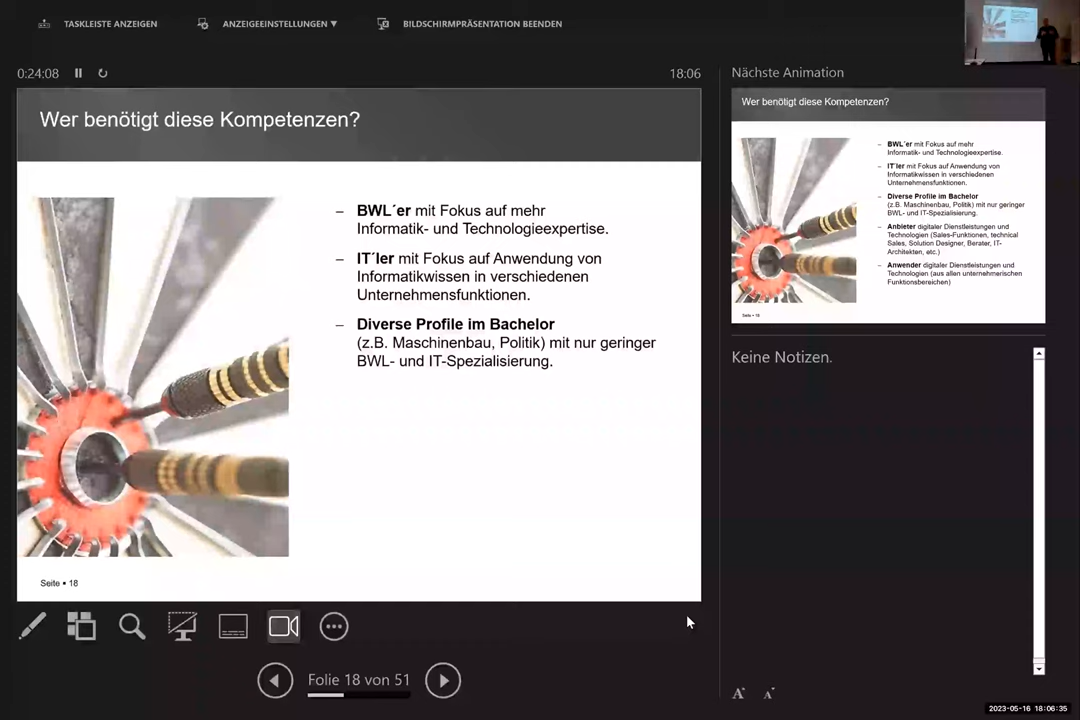 TASKLEISTE ANZEIGEN
ANZEIGEEINSTELLUNGEN ▼
BILDSCHIRMPRÄSENTATION BEENDEN
0:24:08
18:06
Wer benötigt diese Kompetenzen?
– BWL´er mit Fokus auf mehr
Informatik- und Technologieexpertise.
– IT´ler mit Fokus auf Anwendung von
Informatikwissen in verschiedenen
Unternehmensfunktionen.
– Diverse Profile im Bachelor
(z.B. Maschinenbau, Politik) mit nur geringer
BWL- und IT-Spezialisierung.
Seite ▪ 18
Folie 18 von 51
Nächste Animation
Wer benötigt diese Kompetenzen?
– BWL´er mit Fokus auf mehr
Informatik- und Technologieexpertise.
– IT´ler mit Fokus auf Anwendung von
Informatikwissen in verschiedenen
Unternehmensfunktionen.
– Diverse Profile im Bachelor
(z.B. Maschinenbau, Politik) mit nur geringer
BWL- und IT-Spezialisierung.
– Anbieter digitaler Dienstleistungen und
Technologien (Sales-Funktionen, technical
Sales, Solution Designer, Berater, IT-
Architekten, etc.)
– Anwender digitaler Dienstleistungen und
Technologien (aus allen unternehmerischen
Funktionsbereichen)
Seite ▪ 18
Keine Notizen.
A A
2023-05-16 18:06:35